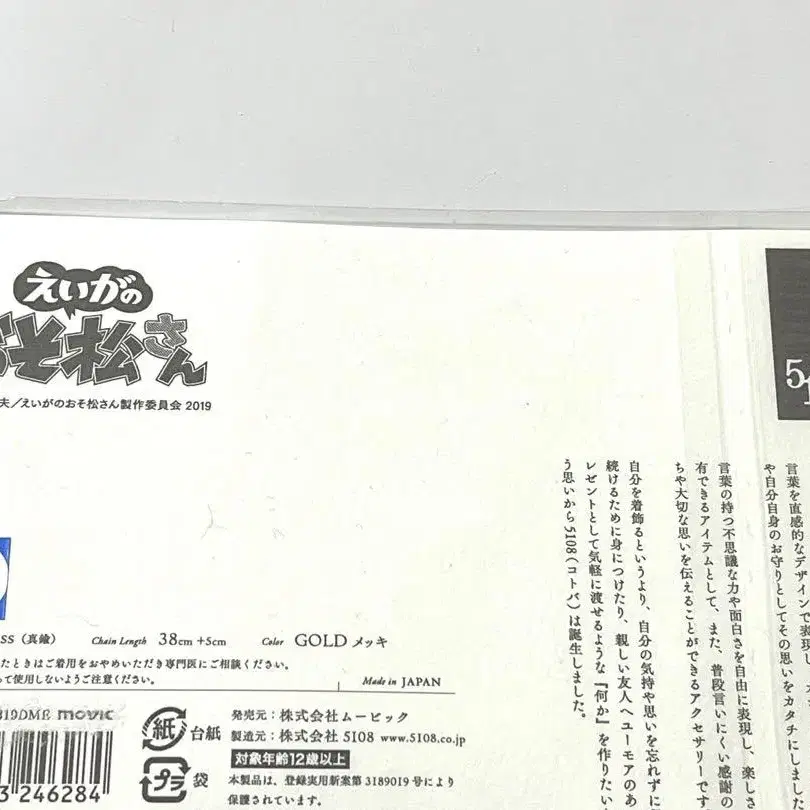 えいがの
おそ松さん
夫／えいがのおそ松さん製作委員会 2019
SS（真鍮） Chain Length 38cm +5cm Color GOLD メッキ
たときはご着用をおやめいただき専門医にご相談ください。
って使用しないようご注意ください。
Made in JAPAN
319DME movic
3 246284
紙 台紙
プラ 袋
発売元：株式会社ムービック
製造元：株式会社 5108 www.5108.co.jp
対象年齢12歳以上
本製品は、登録実用新案第 3189019 号により
保護されています。
言葉を直感的なデザインで表現し
や自分自身のお守りとしてその思いをカタチにしました
言葉の持つ不思議な力や面白さを自由に表現し、楽しさ
有できるアイテムとして、また、普段言いにくい感謝の
ちや大切な思いを伝えることができるアクセサリーです
自分を着飾るというより、自分の気持や思いを忘れずに
続けるために身につけたり、親しい友人へユーモアのあ
レゼントとして気軽に渡せるような『何か』を作りたい
う思いから 5108（コトバ）は誕生しました。